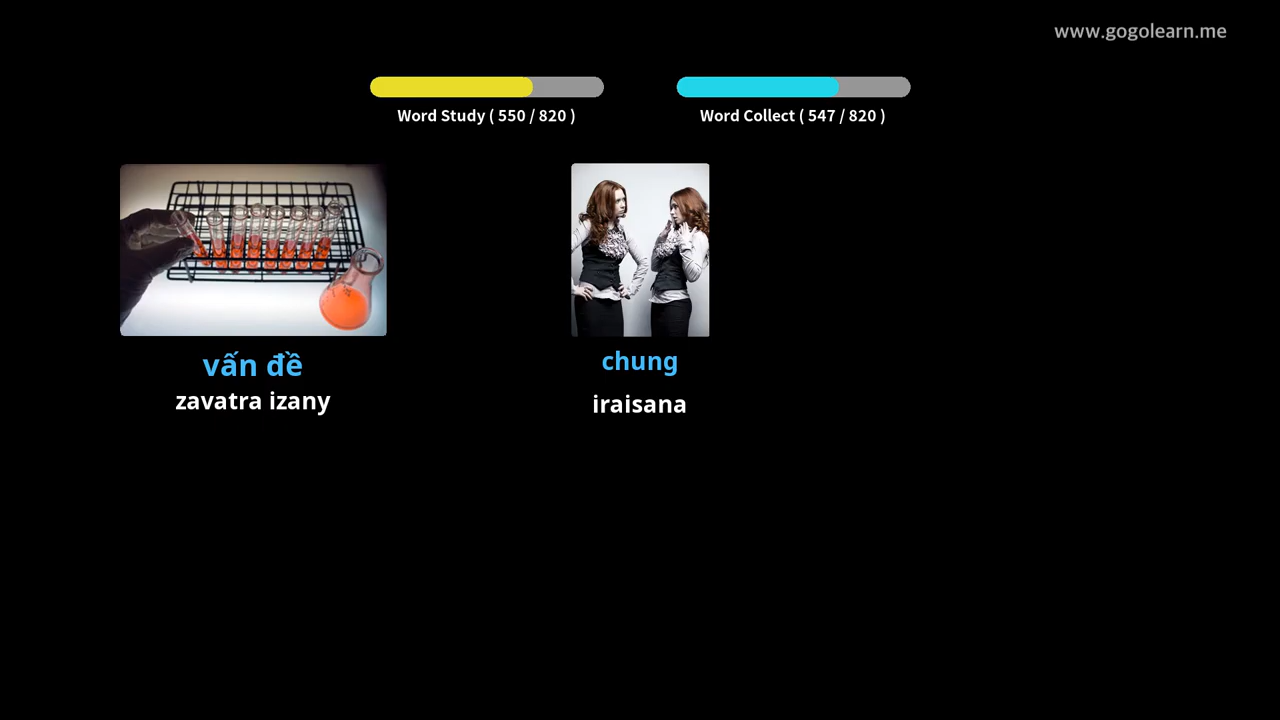 www.gogolearn.me
Word Study ( 550 / 820 )
Word Collect ( 547 / 820 )
vấn đề
zavatra izany
chung
iraisana